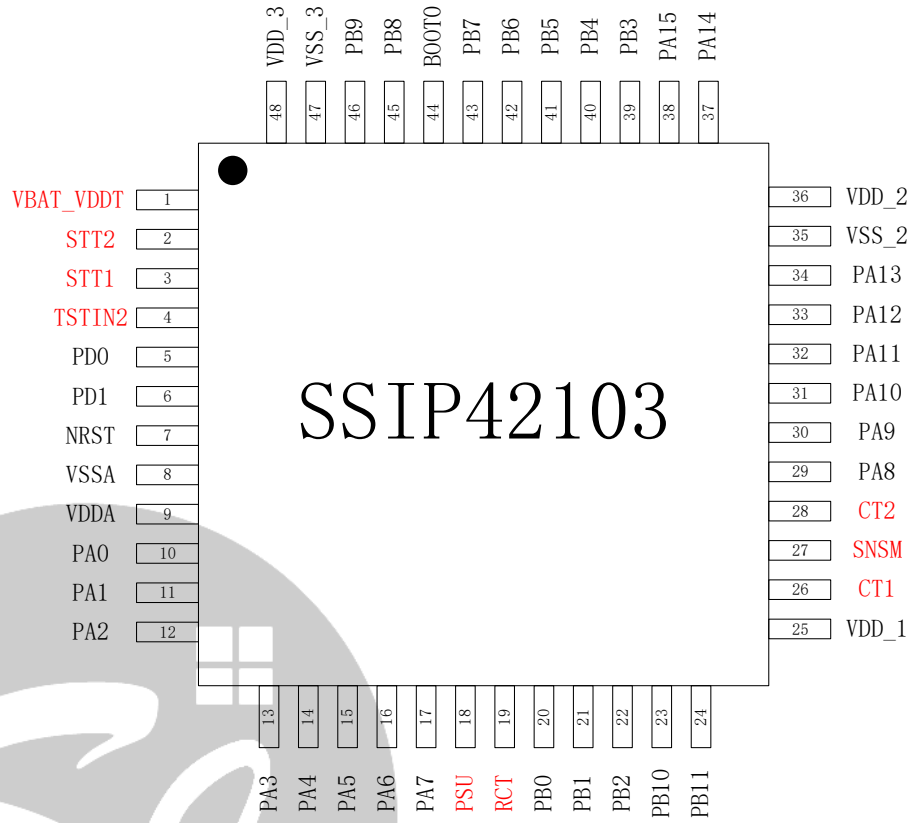 VDD_3 VSS_3 PB9 PB8 BOOT0 PB7 PB6 PB5 PB4 PB3 PA15 PA14
48 47 46 45 44 43 42 41 40 39 38 37
VBAT_VDDT 1
STT2 2
STT1 3
TSTIN2 4
PD0 5
PD1 6
NRST 7
VSSA 8
VDDA 9
PA0 10
PA1 11
PA2 12
SSIP42103
36 VDD_2
35 VSS_2
34 PA13
33 PA12
32 PA11
31 PA10
30 PA9
29 PA8
28 CT2
27 SNSM
26 CT1
25 VDD_1
13 14 15 16 17 18 19 20 21 22 23 24
PA3 PA4 PA5 PA6 PA7 PSU RCT PB0 PB1 PB2 PB10 PB11